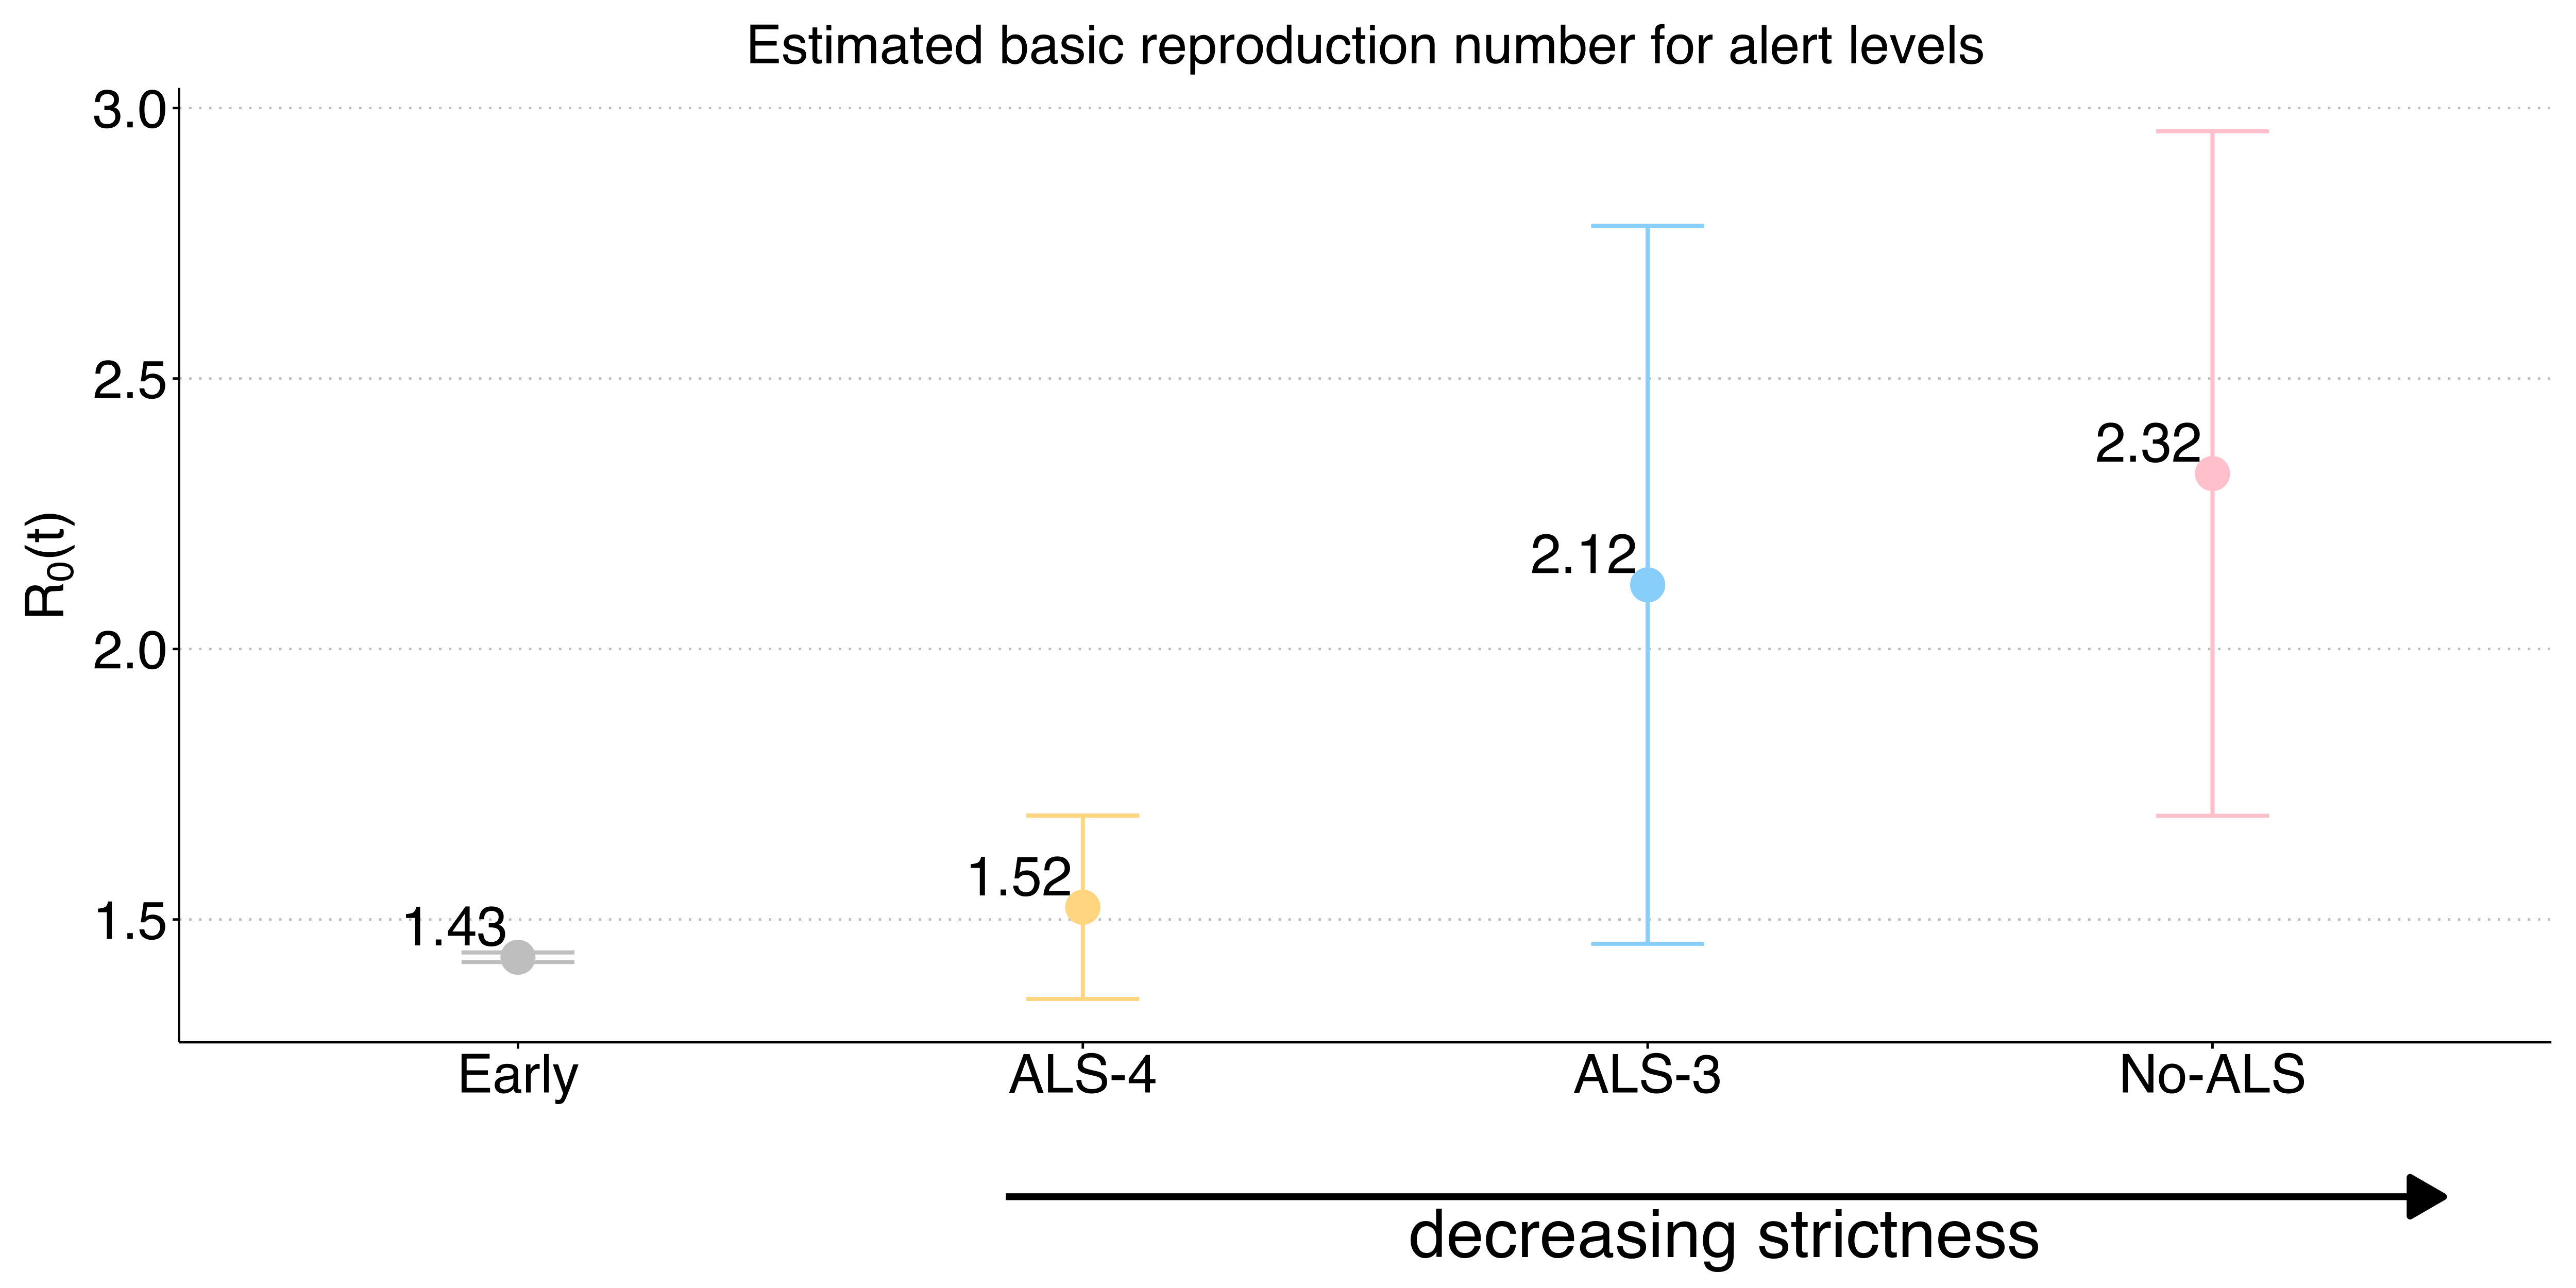 Estimated basic reproduction number for alert levels
R₀(t)
3.0
2.5
2.0
1.5
1.43
1.52
2.12
2.32
Early ALS-4 ALS-3 No-ALS
decreasing strictness